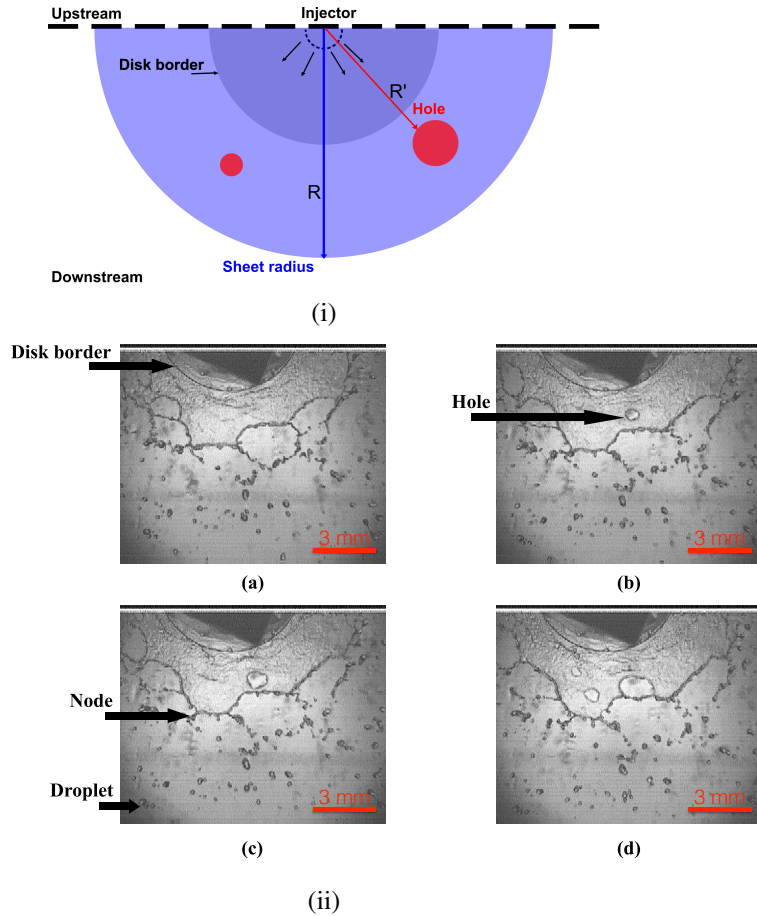 Upstream
Injector
Disk border
R'
Hole
R
Sheet radius
Downstream
(i)
Disk border
Hole
3 mm
3 mm
(a)
(b)
Node
Droplet
3 mm
3 mm
(c)
(d)
(ii)